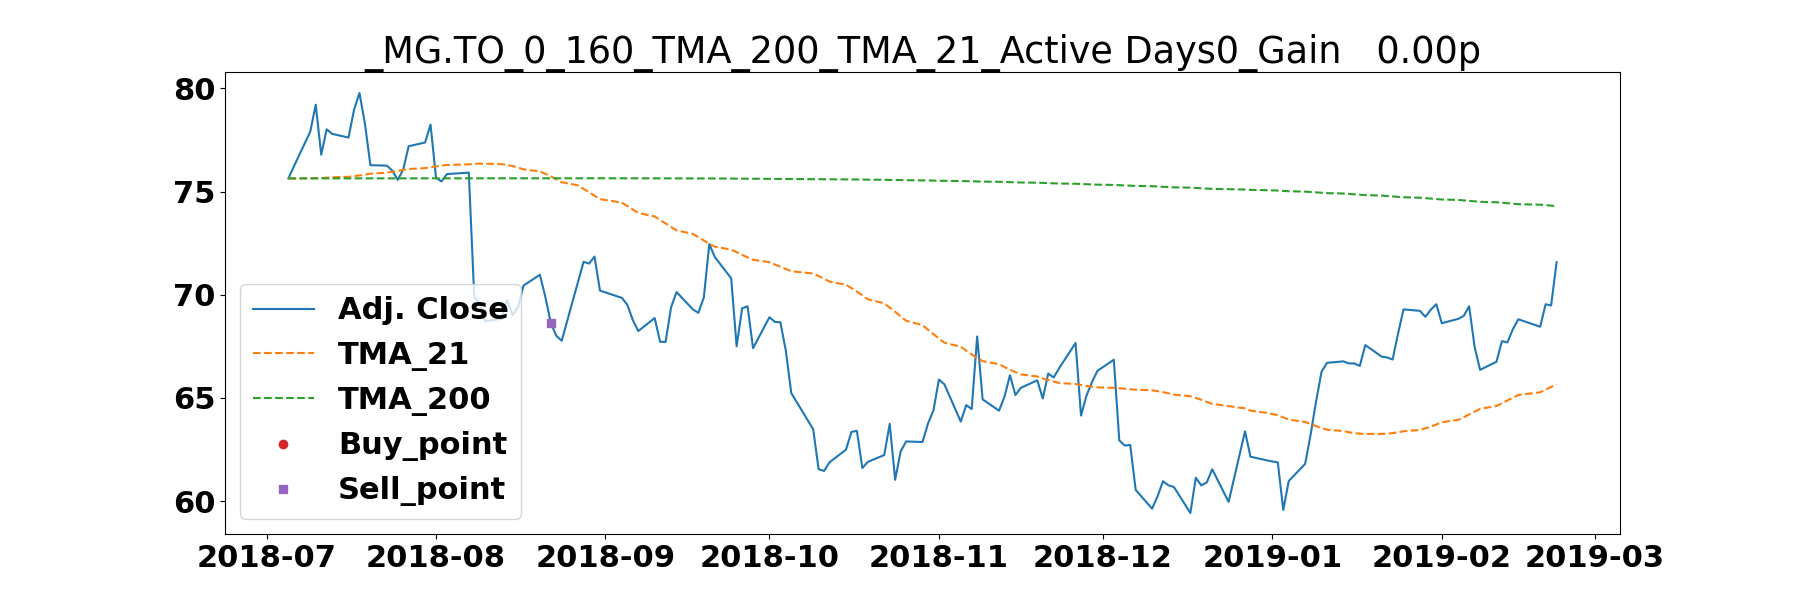 _MG.TO_0_160_TMA_200_TMA_21_Active Days0_Gain   0.00p
80
75
70
65
60
Adj. Close
TMA_21
TMA_200
Buy_point
Sell_point
2018-07 2018-08 2018-09 2018-10 2018-11 2018-12 2019-01 2019-02 2019-03